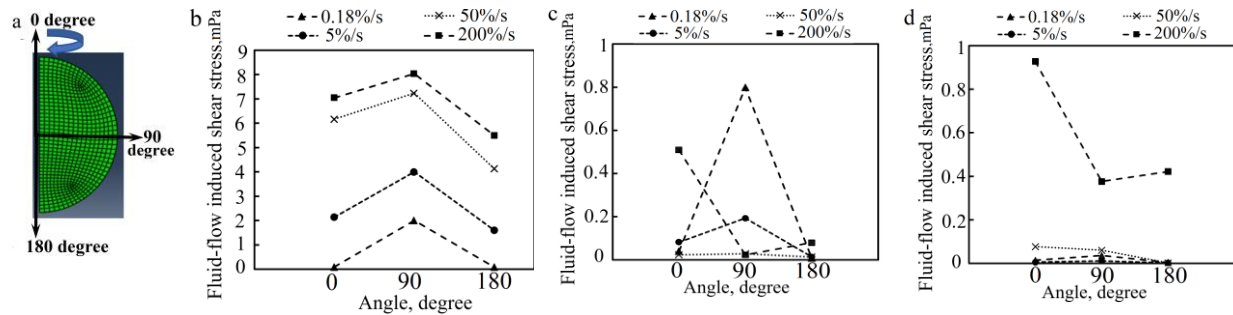 a
0 degree
90
degree
180 degree
b
0.18%/s
50%/s
5%/s
200%/s
Fluid-flow induced shear stress.mPa
9
8
7
6
5
4
3
2
1
0
0
90
180
Angle, degree
c
0.18%/s
50%/s
5%/s
200%/s
Fluid-flow induced shear stress.mPa
1
0.8
0.6
0.4
0.2
0
0
90
180
Angle, degree
d
0.18%/s
50%/s
5%/s
200%/s
Fluid-flow induced shear stress.mPa
1
0.8
0.6
0.4
0.2
0
0
90
180
Angle, degree